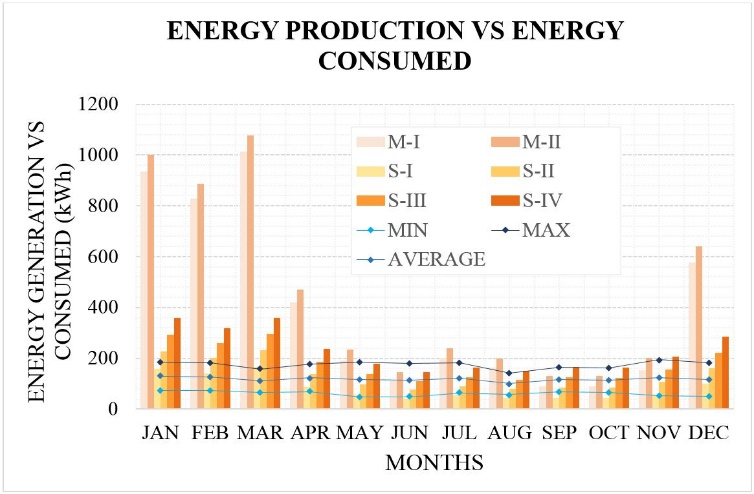 ENERGY PRODUCTION VS ENERGY
CONSUMED
ENERGY GENERATION VS
CONSUMED (kWh)
1200
1000
800
600
400
200
0
M-I M-II
S-I S-II
S-III S-IV
MIN MAX
AVERAGE
JAN FEB MAR APR MAY JUN JUL AUG SEP OCT NOV DEC
MONTHS